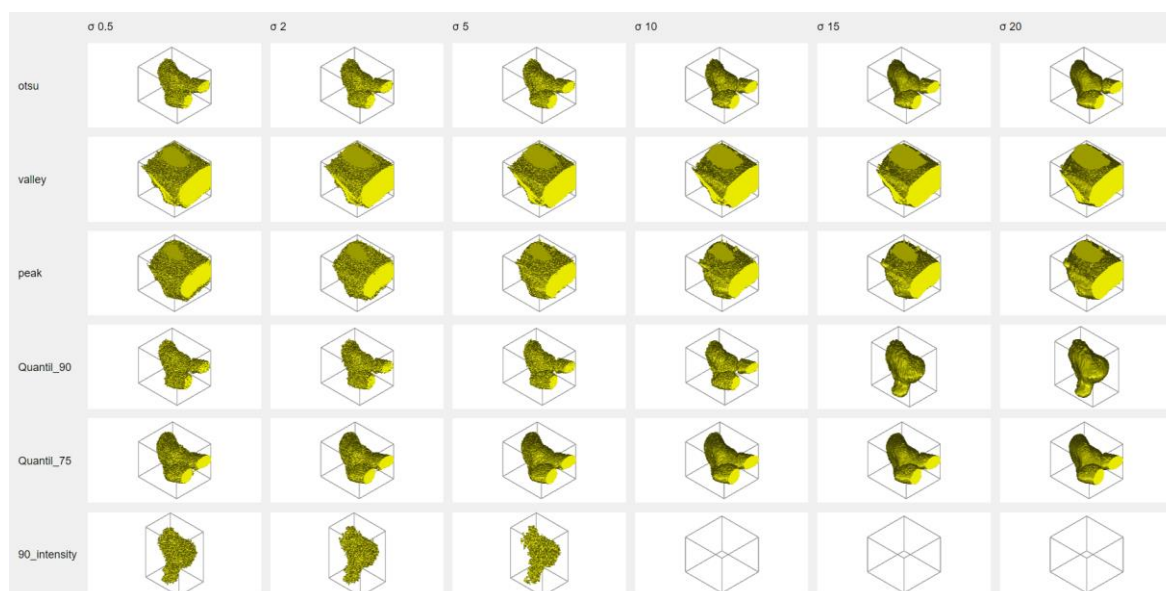 σ 0.5 σ 2 σ 5 σ 10 σ 15 σ 20
otsu
valley
peak
Quantil_90
Quantil_75
90_intensity